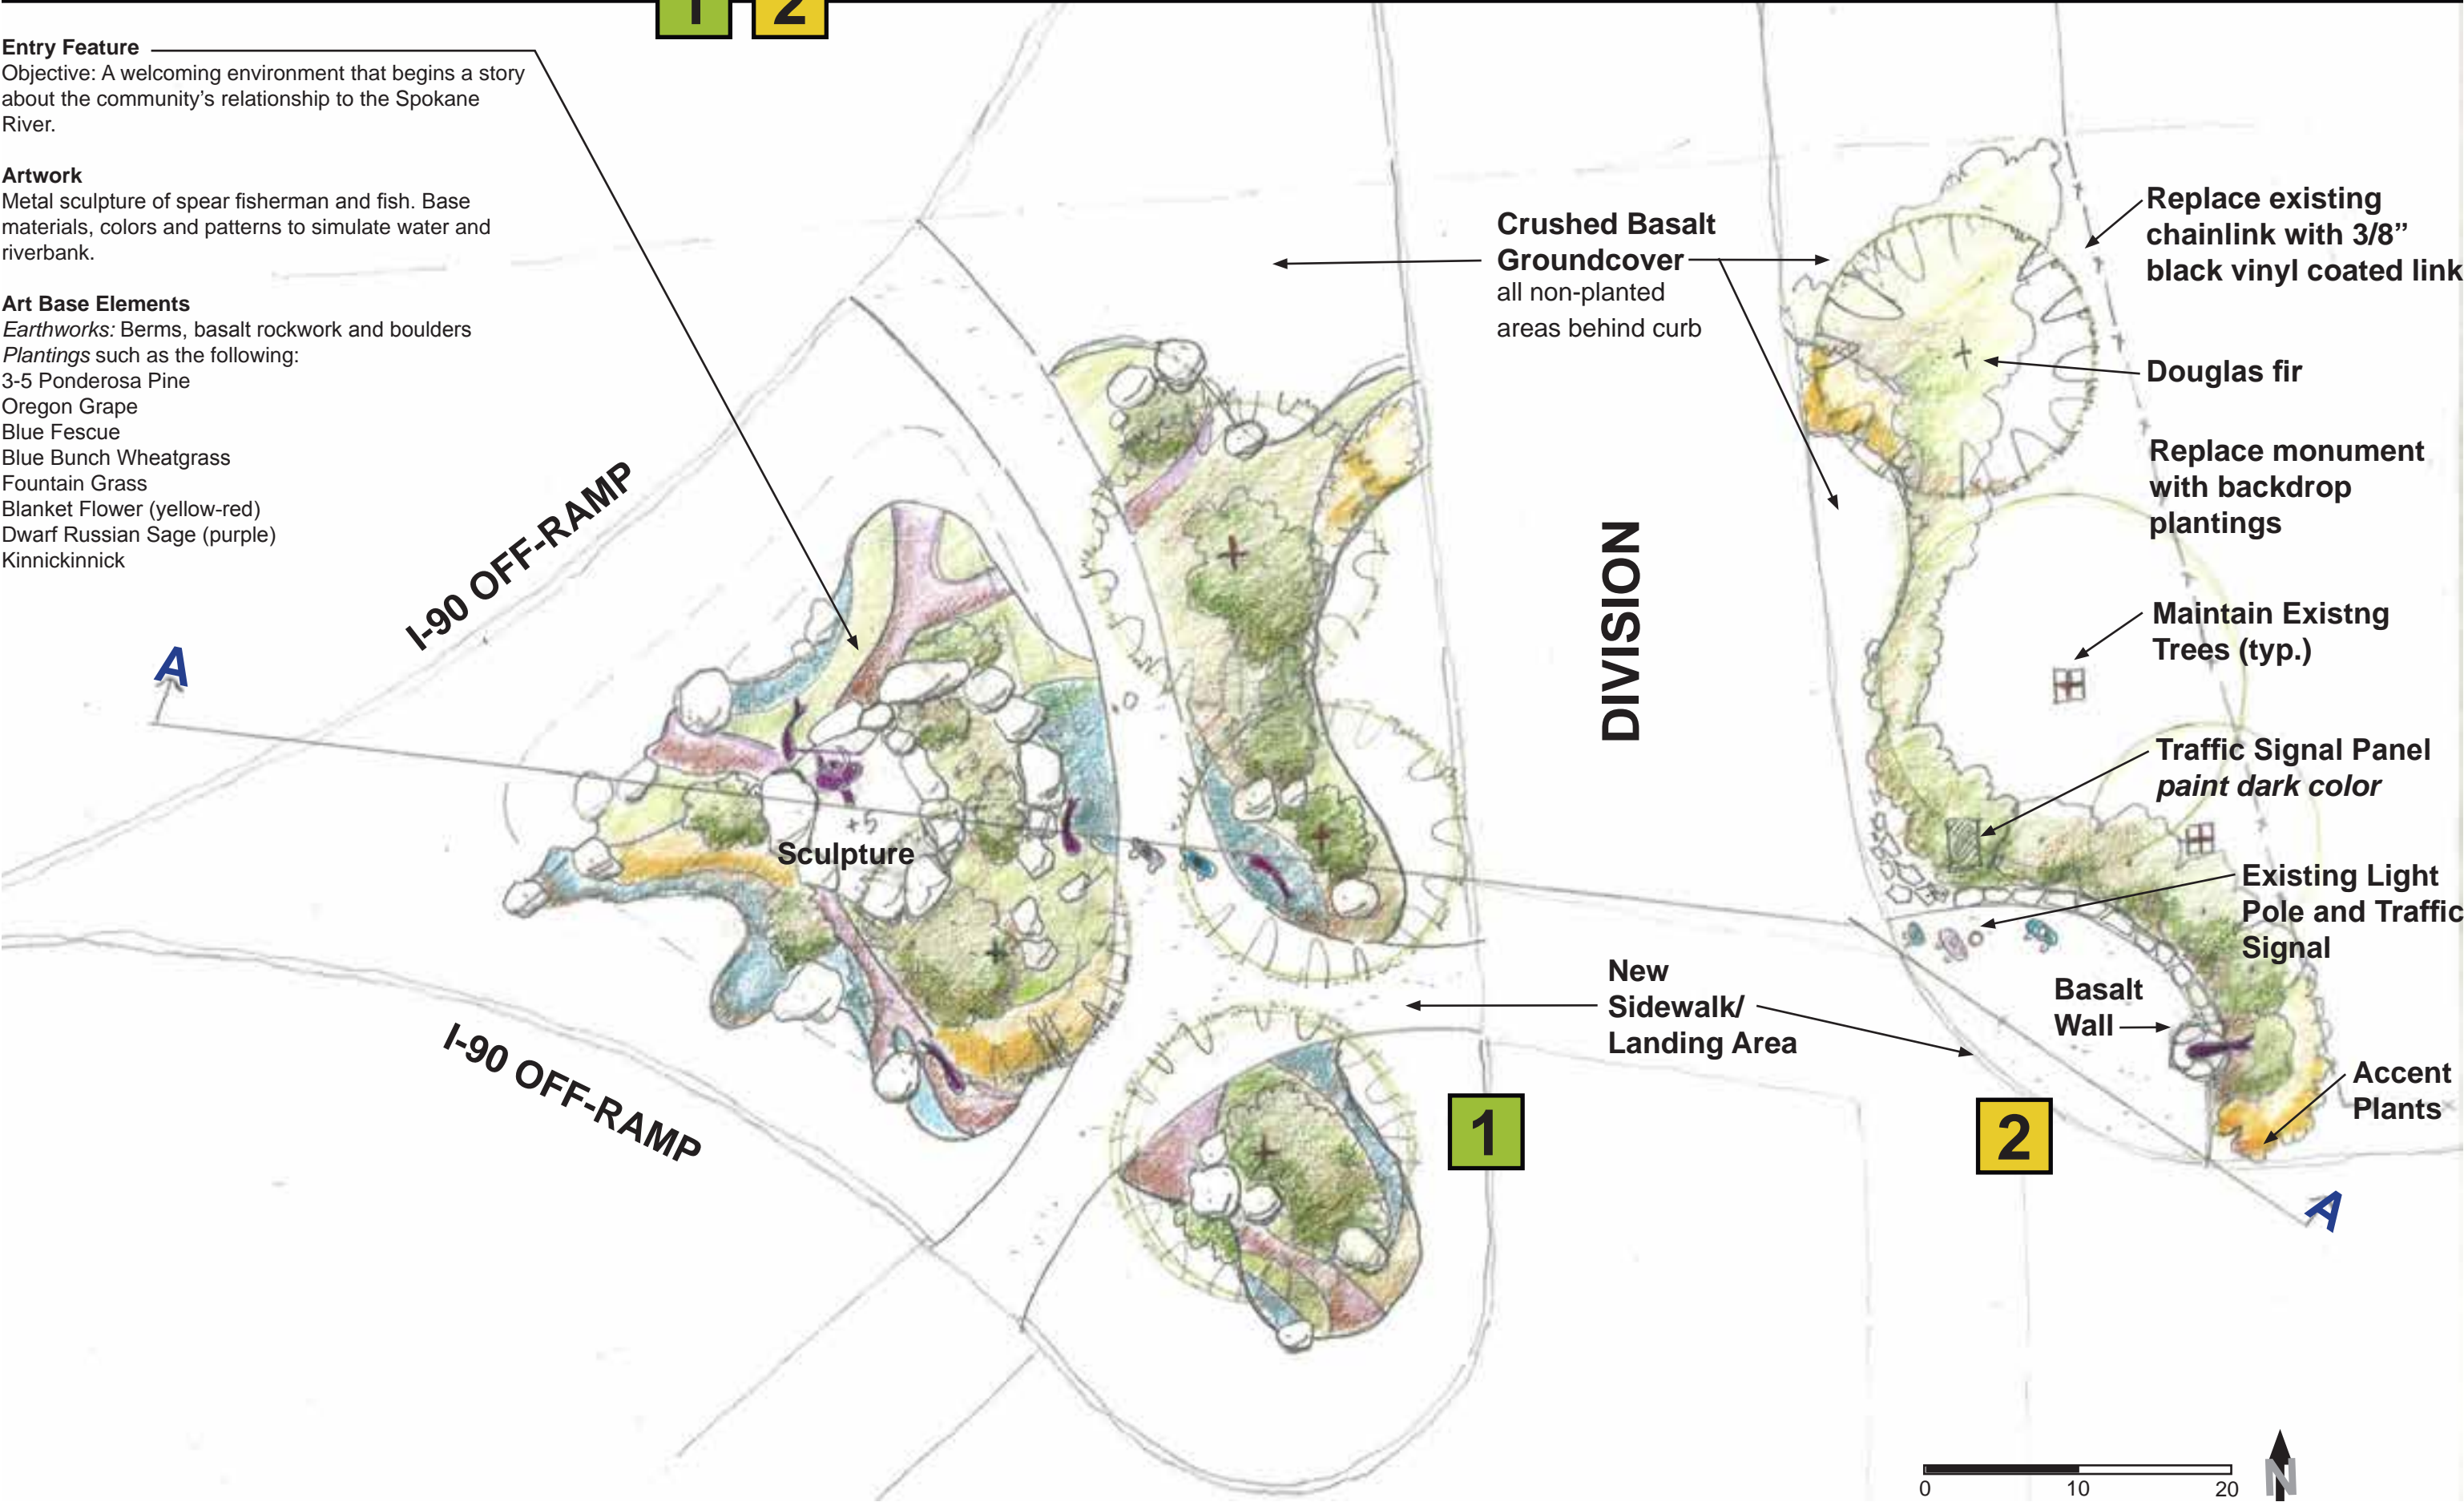 1 2
Entry Feature
Objective: A welcoming environment that begins a story
about the community’s relationship to the Spokane
River.
Artwork
Metal sculpture of spear fisherman and fish. Base
materials, colors and patterns to simulate water and
riverbank.
Art Base Elements
Earthworks: Berms, basalt rockwork and boulders
Plantings such as the following:
3-5 Ponderosa Pine
Oregon Grape
Blue Fescue
Blue Bunch Wheatgrass
Fountain Grass
Blanket Flower (yellow-red)
Dwarf Russian Sage (purple)
Kinnickinnick
I-90 OFF-RAMP
A
+5
Sculpture
I-90 OFF-RAMP
Crushed Basalt
Groundcover
all non-planted
areas behind curb
DIVISION
New
Sidewalk/
Landing Area
1
2
Replace existing
chainlink with 3/8”
black vinyl coated link
Douglas fir
Replace monument
with backdrop
plantings
Maintain Existng
Trees (typ.)
Traffic Signal Panel
paint dark color
Existing Light
Pole and Traffic
Signal
Basalt
Wall
Accent
Plants
A
0 10 20
N